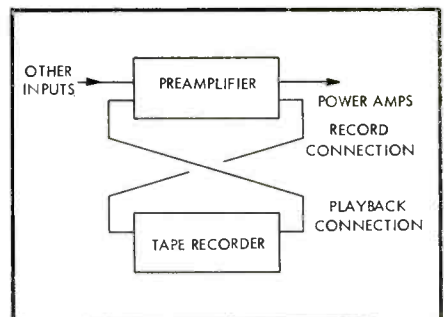 OTHER
INPUTS
PREAMPLIFIER
POWER AMPS
RECORD
CONNECTION
PLAYBACK
CONNECTION
TAPE RECORDER